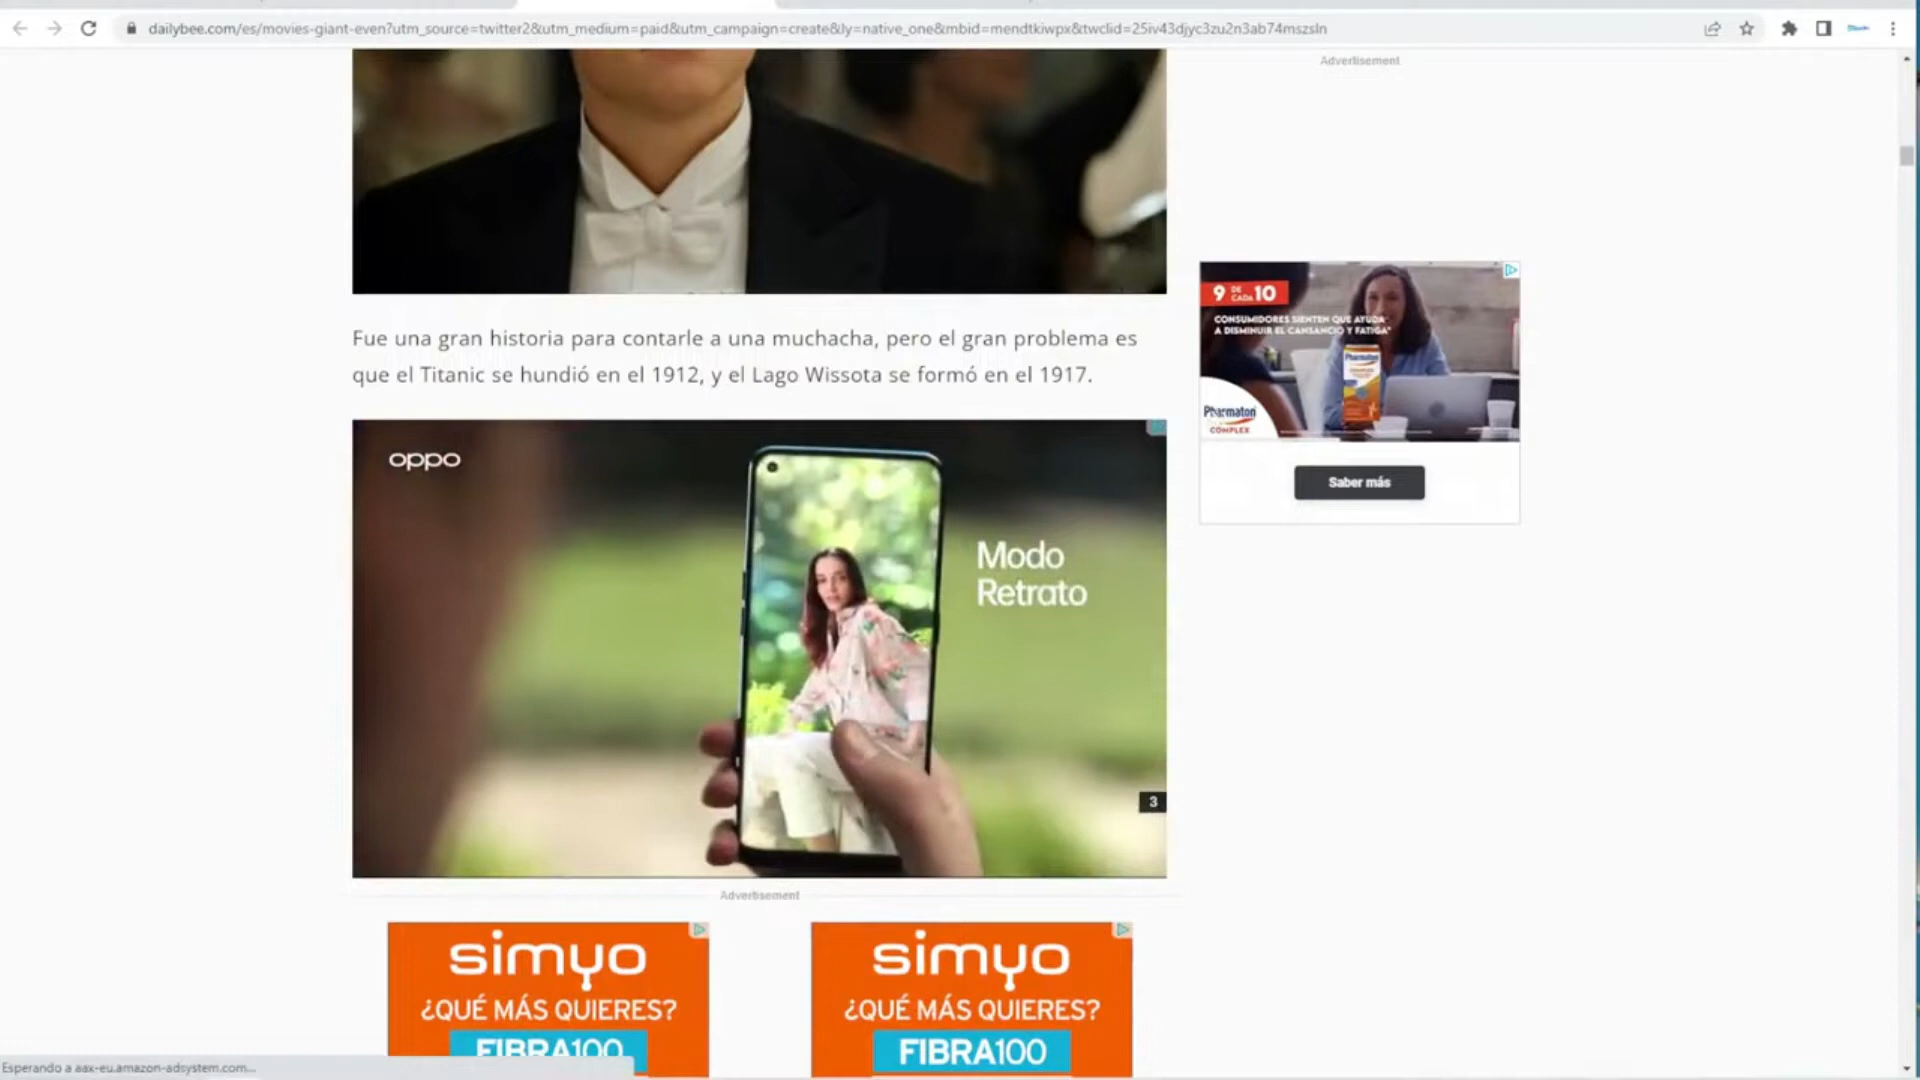 dailybee.com/es/movies-giant-even?utm_source=twitter2&utm_medium=paid&utm_campaign=create&ly=native_one&mbid=mendtkiwpx&twclid=25iv43djyc3zu2n3ab74mszsln
Advertisement
Fue una gran historia para contarle a una muchacha, pero el gran problema es
que el Titanic se hundió en el 1912, y el Lago Wissota se formó en el 1917.
9 DE CADA 10
CONSUMIDORES SIENTEN QUE AYUDA
A DISMINUIR EL CANSANCIO Y FATIGA*
Pharmaton
Pharmaton
COMPLEX
Saber más
oppo
Modo
Retrato
3
Advertisement
simyo
¿QUÉ MÁS QUIERES?
FIBRA100
simyo
¿QUÉ MÁS QUIERES?
FIBRA100
Esperando a aax-eu.amazon-adsystem.com...